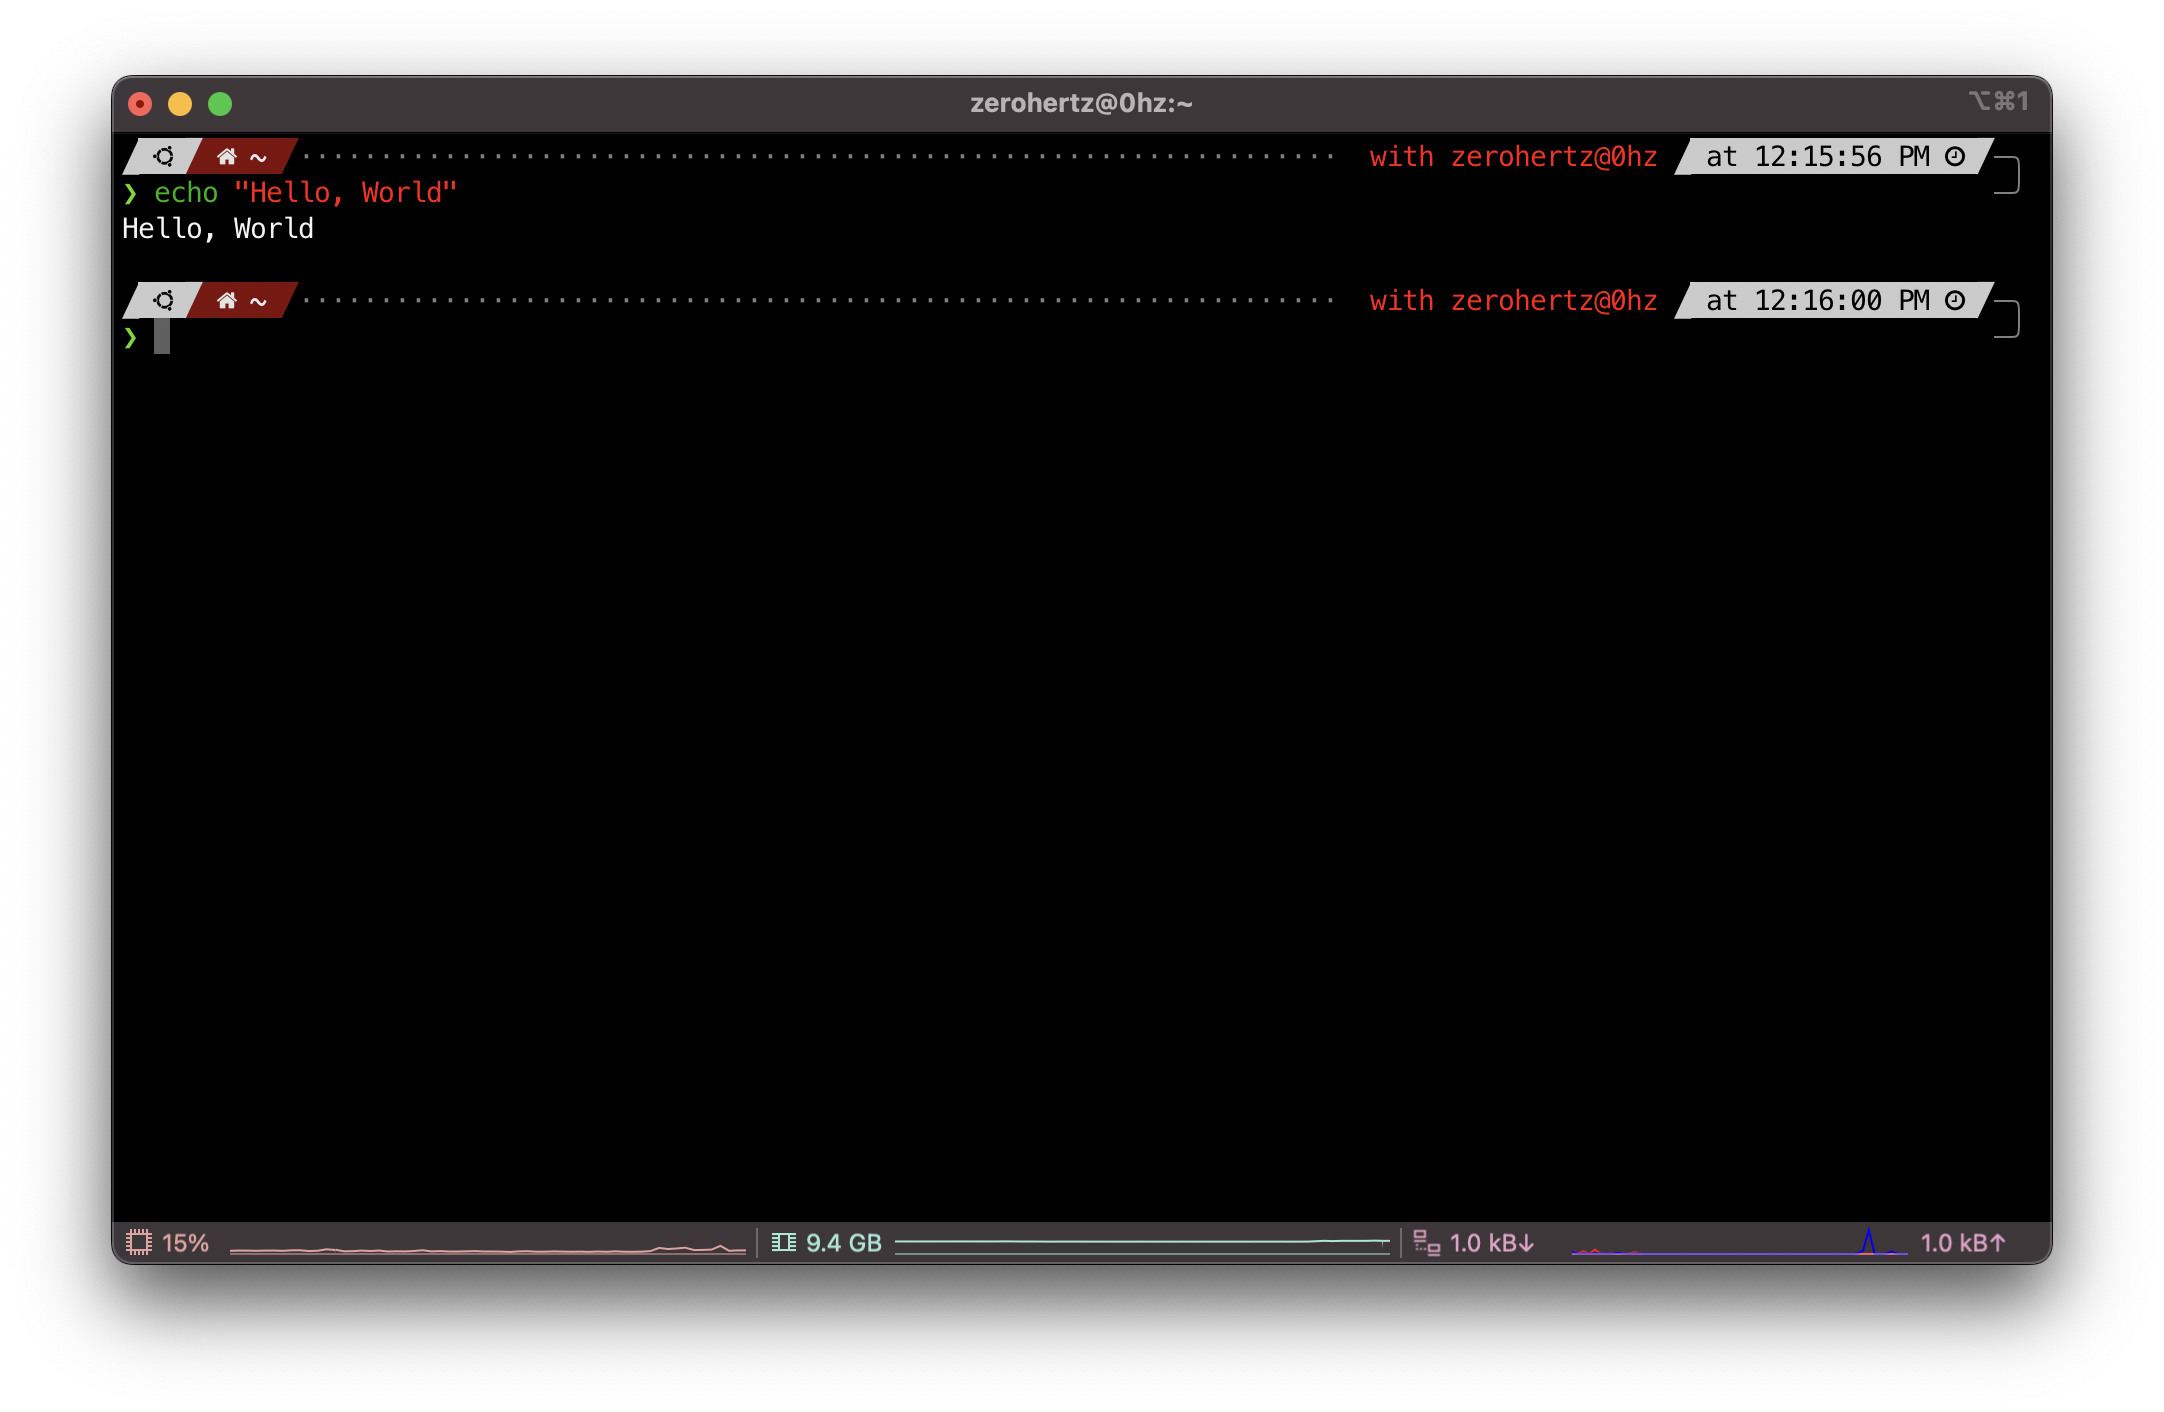 zerohertz@0hz:~
⌥⌘1
~ with zerohertz@0hz at 12:15:56 PM
❯ echo "Hello, World"
Hello, World
~ with zerohertz@0hz at 12:16:00 PM
❯
15% 9.4 GB 1.0 kB↓ 1.0 kB↑